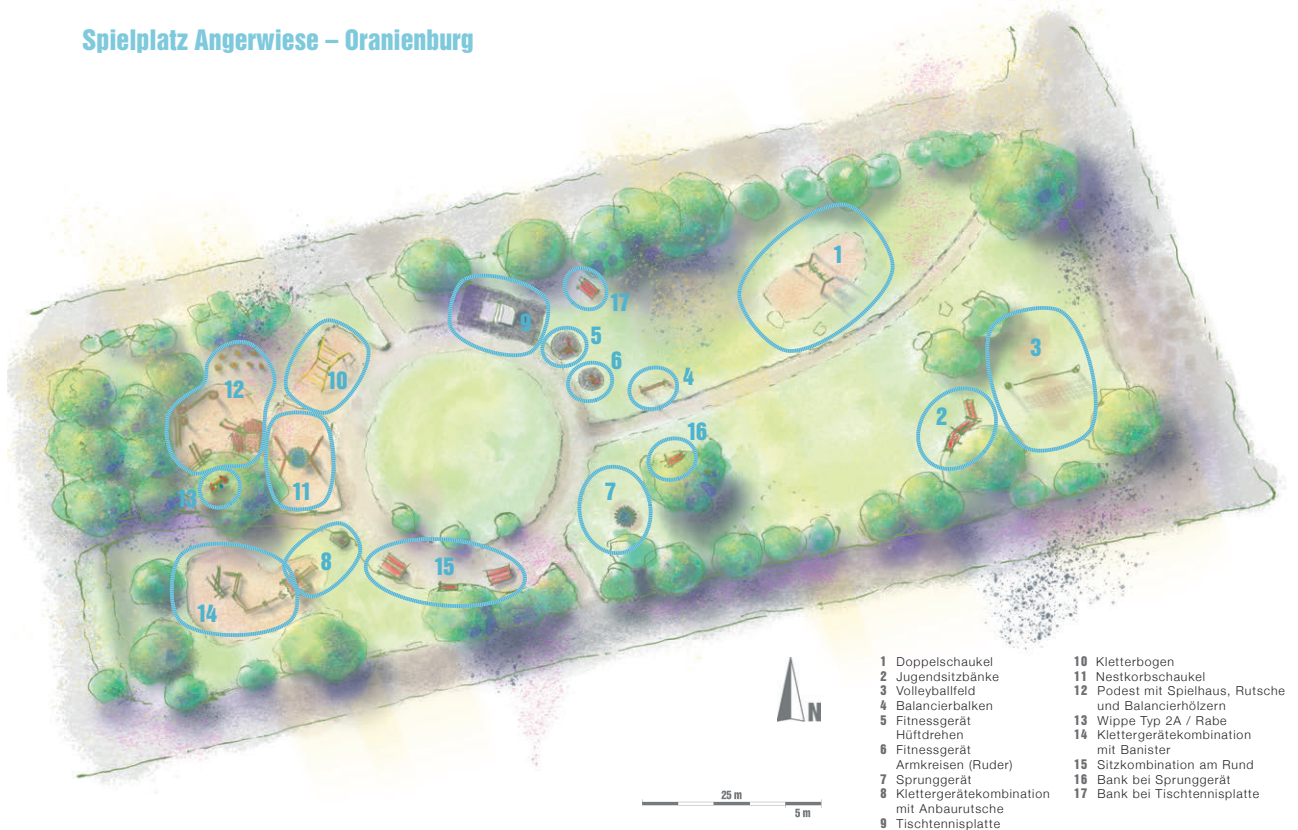 Spielplatz Angerwiese – Oranienburg
1
17
9
5
3
6
10
4
12
2
16
13
11
7
8
15
14
N
25 m
5 m
1 Doppelschaukel
2 Jugendsitzbänke
3 Volleyballfeld
4 Balancierbalken
5 Fitnessgerät
Hüftdrehen
6 Fitnessgerät
Armkreisen (Ruder)
7 Sprunggerät
8 Klettergerätekombination
mit Anbaurutsche
9 Tischtennisplatte
10 Kletterbogen
11 Nestkorbschaukel
12 Podest mit Spielhaus, Rutsche
und Balancierhölzern
13 Wippe Typ 2A / Rabe
14 Klettergerätekombination
mit Banister
15 Sitzkombination am Rund
16 Bank bei Sprunggerät
17 Bank bei Tischtennisplatte